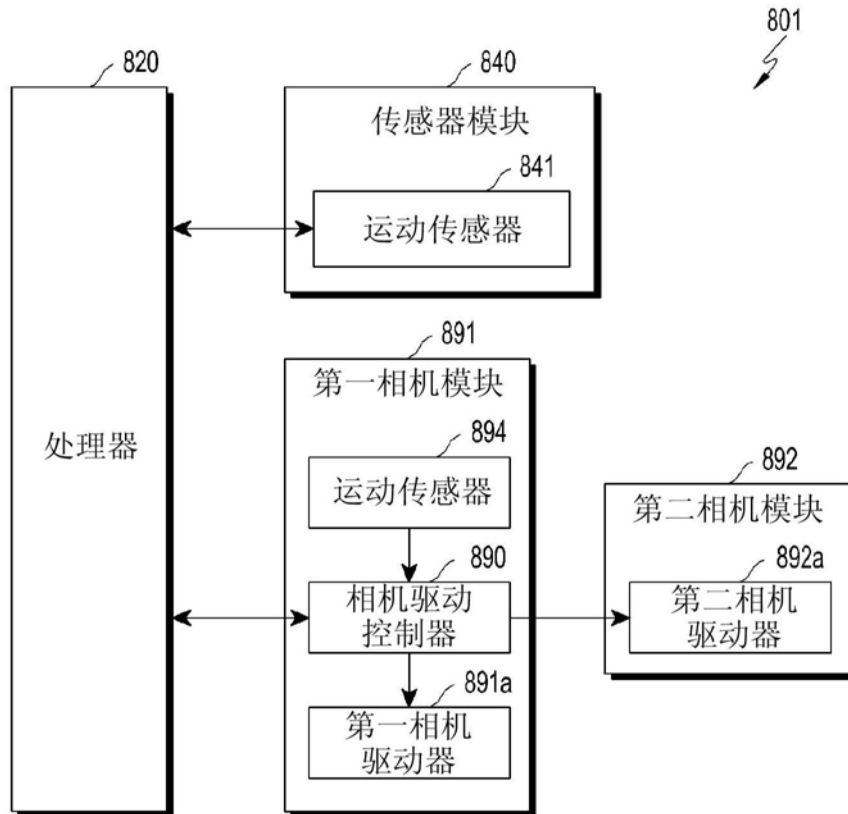 801
820
处理器
840
传感器模块
841
运动传感器
891
第一相机模块
894
运动传感器
890
相机驱动
控制器
891a
第一相机
驱动器
892
第二相机模块
892a
第二相机
驱动器